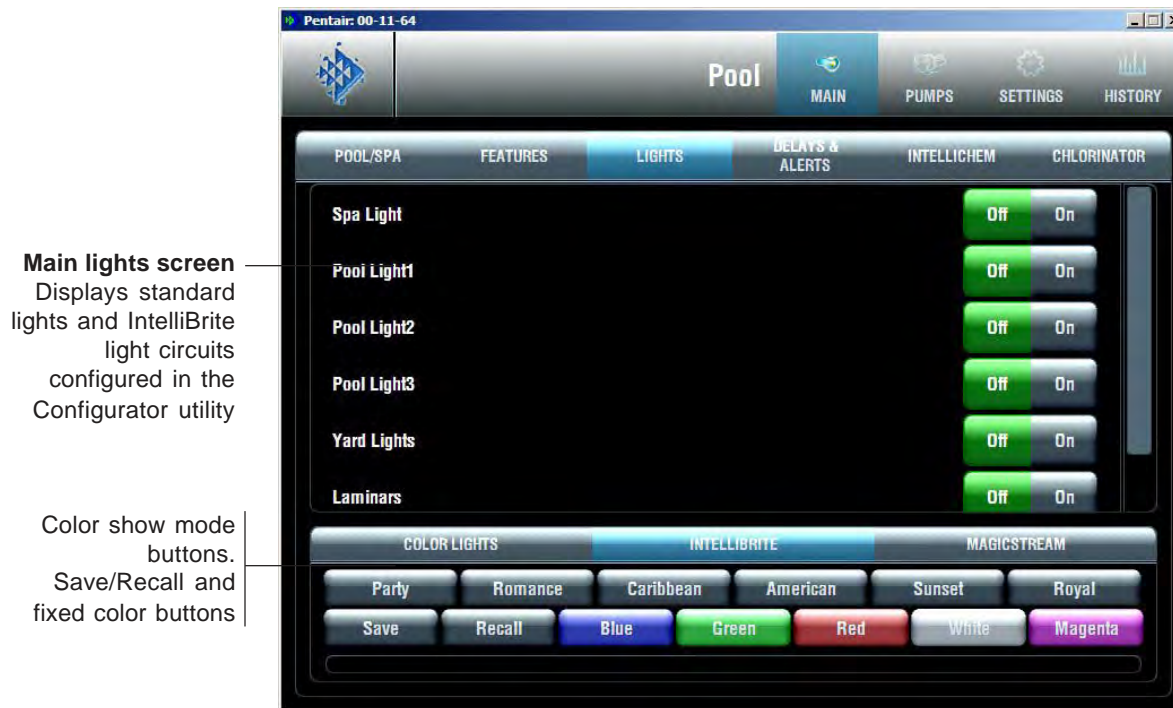 Pentair: 00-11-64
Pool
MAIN
PUMPS
SETTINGS
HISTORY
POOL/SPA
FEATURES
LIGHTS
DELAYS &
ALERTS
INTELLICHEM
CHLORINATOR
Spa Light
Off On
Pool Light1
Off On
Pool Light2
Off On
Pool Light3
Off On
Yard Lights
Off On
Laminars
Off On
Main lights screen
Displays standard
lights and IntelliBrite
light circuits
configured in the
Configurator utility
Color show mode
buttons.
Save/Recall and
fixed color buttons
COLOR LIGHTS
INTELLIBRITE
MAGICSTREAM
Party Romance Caribbean American Sunset Royal
Save Recall Blue Green Red White Magenta